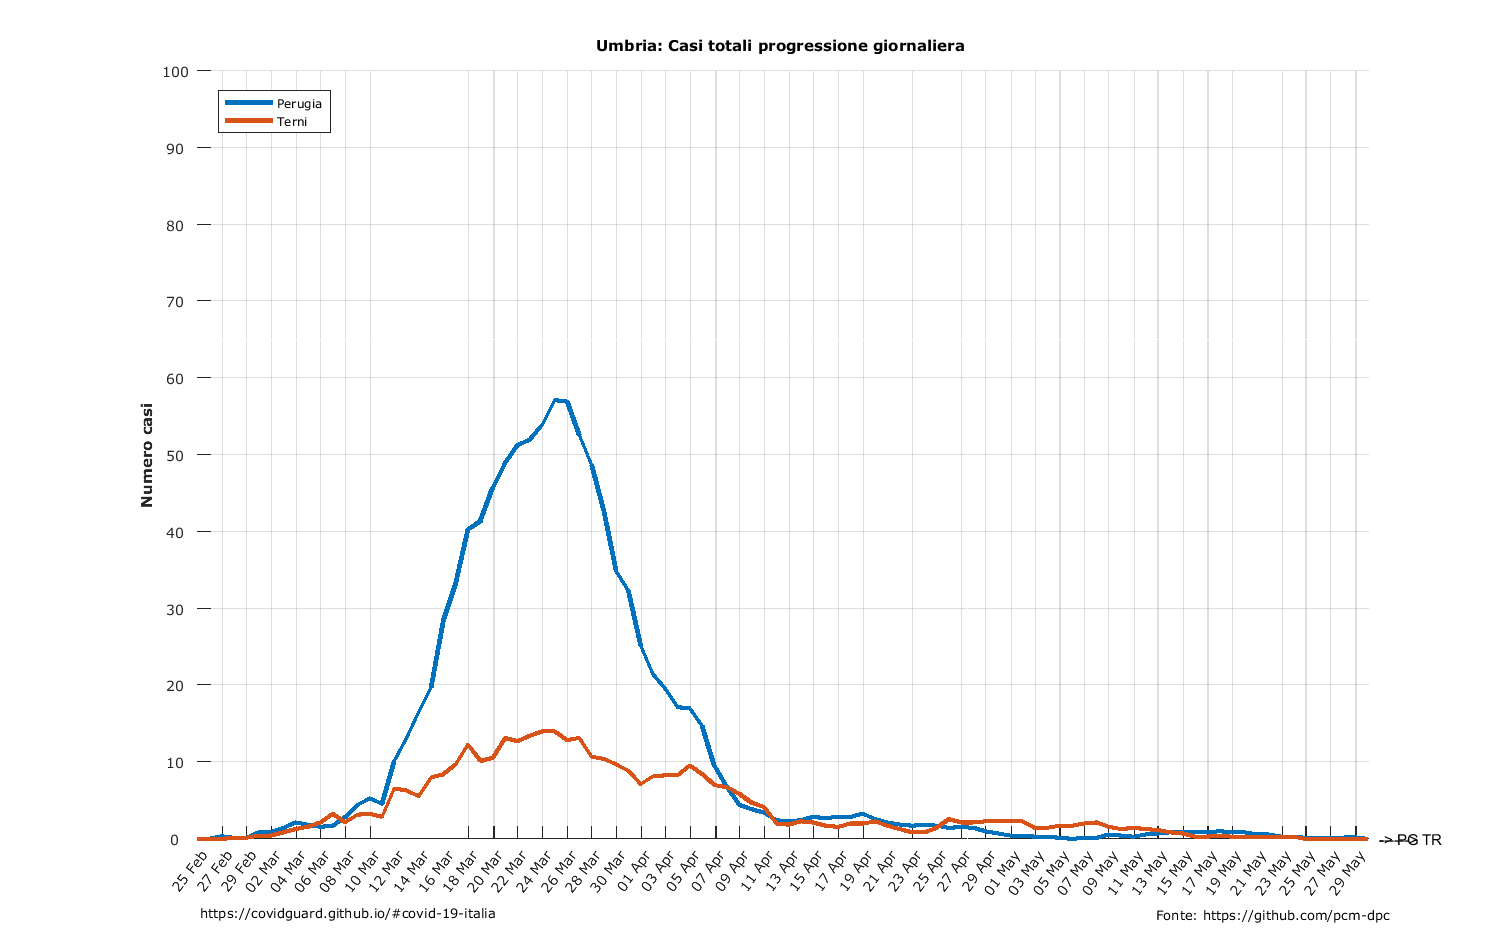 Umbria: Casi totali progressione giornaliera
100
90
80
70
60
50
40
30
20
10
0
Numero casi
Perugia
Terni
25 Feb
27 Feb
29 Feb
02 Mar
04 Mar
06 Mar
08 Mar
10 Mar
12 Mar
14 Mar
16 Mar
18 Mar
20 Mar
22 Mar
24 Mar
26 Mar
28 Mar
30 Mar
01 Apr
03 Apr
05 Apr
07 Apr
09 Apr
11 Apr
13 Apr
15 Apr
17 Apr
19 Apr
21 Apr
23 Apr
25 Apr
27 Apr
29 Apr
01 May
03 May
05 May
07 May
09 May
11 May
13 May
15 May
17 May
19 May
21 May
23 May
25 May
27 May
29 May
-> PG TR
https://covidguard.github.io/#covid-19-italia
Fonte: https://github.com/pcm-dpc